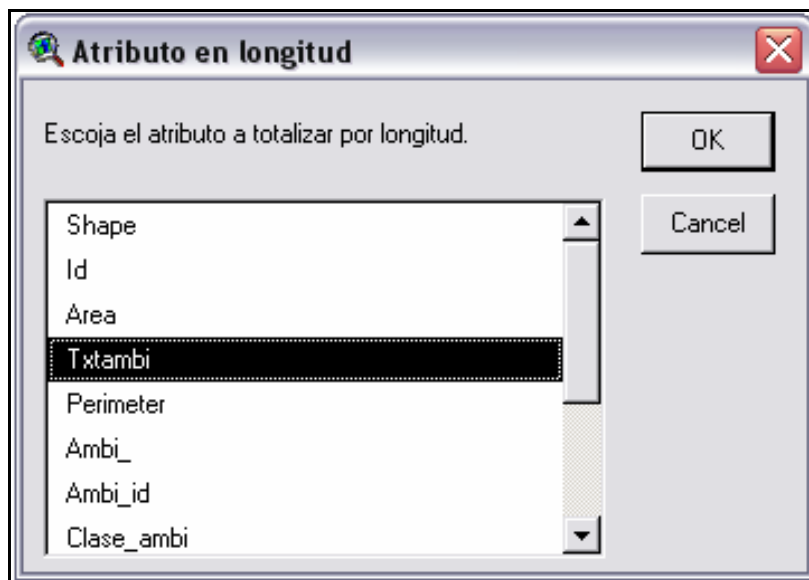 Atributo en longitud
Escoja el atributo a totalizar por longitud.
OK
Cancel
Shape
Id
Area
Txtambi
Perimeter
Ambi_
Ambi_id
Clase_ambi